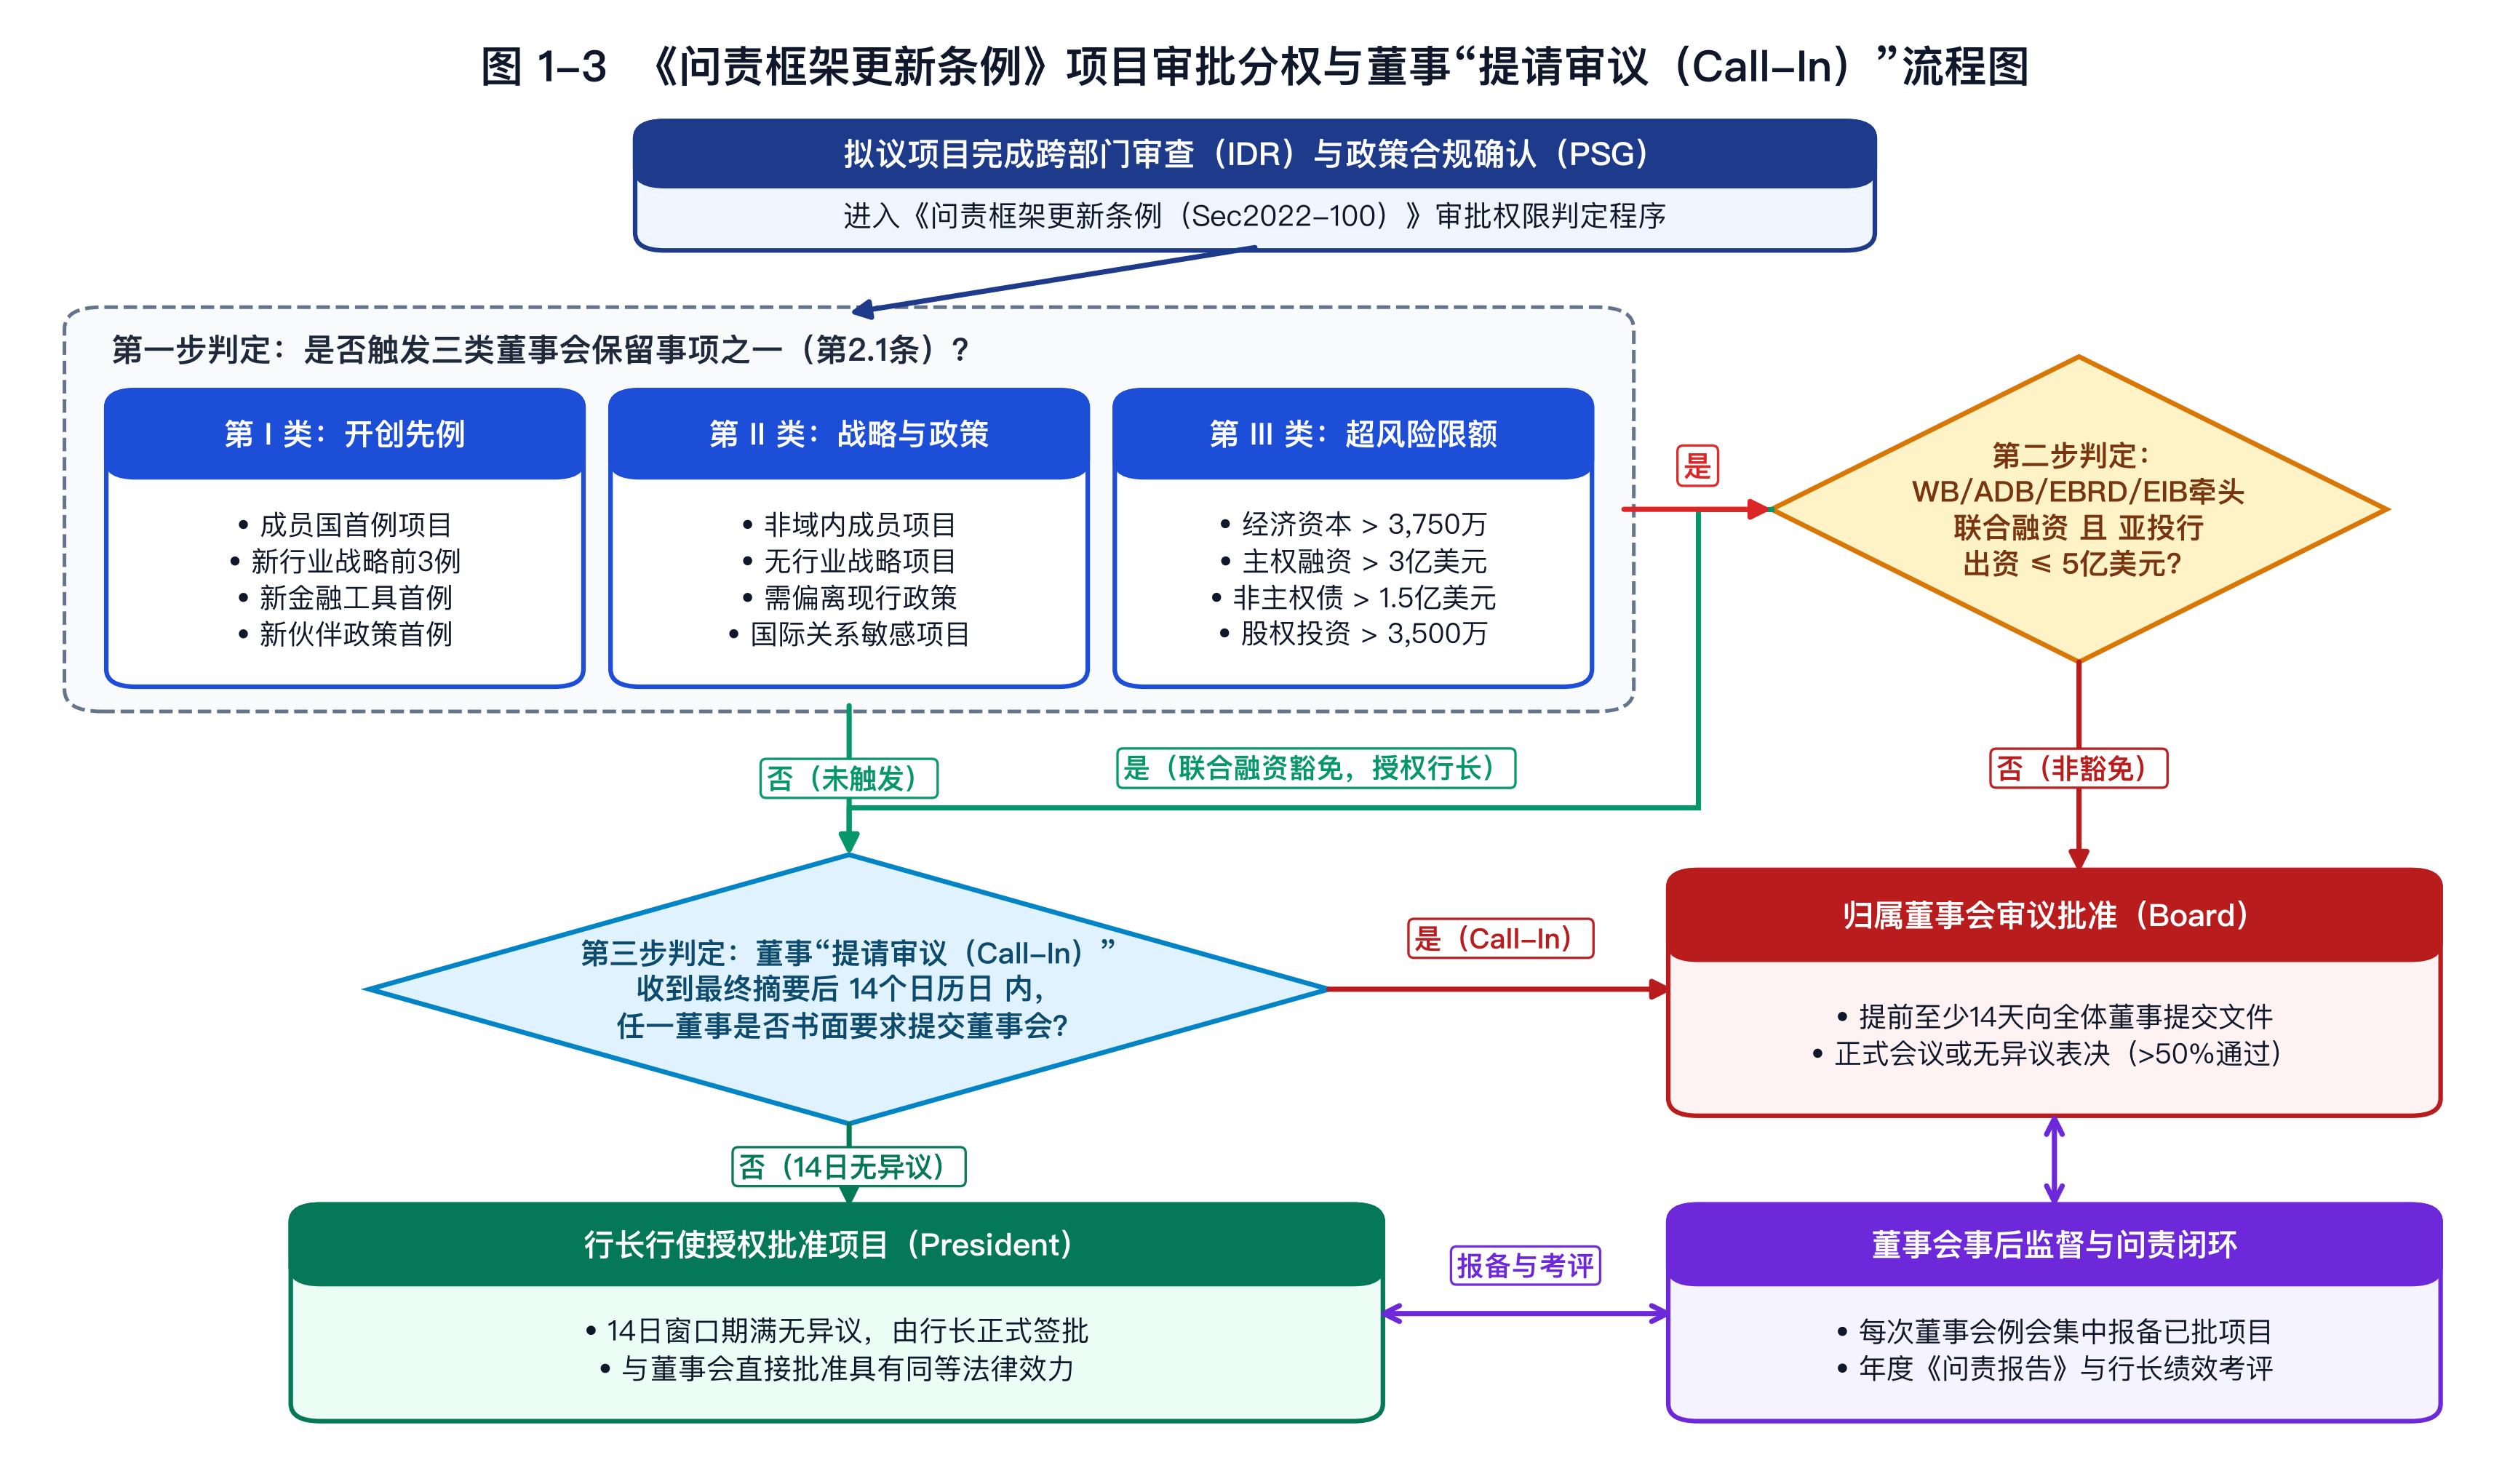 图 1–3 《问责框架更新条例》项目审批分权与董事“提请审议（Call–In）”流程图
拟议项目完成跨部门审查（IDR）与政策合规确认（PSG）
进入《问责框架更新条例（Sec2022–100）》审批权限判定程序
第一步判定：是否触发三类董事会保留事项之一（第2.1条）？
第 I 类：开创先例
• 成员国首例项目
• 新行业战略前3例
• 新金融工具首例
• 新伙伴政策首例
第 II 类：战略与政策
• 非域内成员项目
• 无行业战略项目
• 需偏离现行政策
• 国际关系敏感项目
第 III 类：超风险限额
• 经济资本 > 3,750万
• 主权融资 > 3亿美元
• 非主权债 > 1.5亿美元
• 股权投资 > 3,500万
是
第二步判定：
WB/ADB/EBRD/EIB牵头
联合融资 且 亚投行
出资 ≤ 5亿美元?
否（未触发）
是（联合融资豁免，授权行长）
否（非豁免）
第三步判定：董事“提请审议（Call–In）”
收到最终摘要后 14个日历日 内，
任一董事是否书面要求提交董事会?
是（Call–In）
归属董事会审议批准（Board）
• 提前至少14天向全体董事提交文件
• 正式会议或无异议表决（>50%通过）
否（14日无异议）
行长行使授权批准项目（President）
• 14日窗口期满无异议，由行长正式签批
• 与董事会直接批准具有同等法律效力
报备与考评
董事会事后监督与问责闭环
• 每次董事会例会集中报备已批项目
• 年度《问责报告》与行长绩效考评